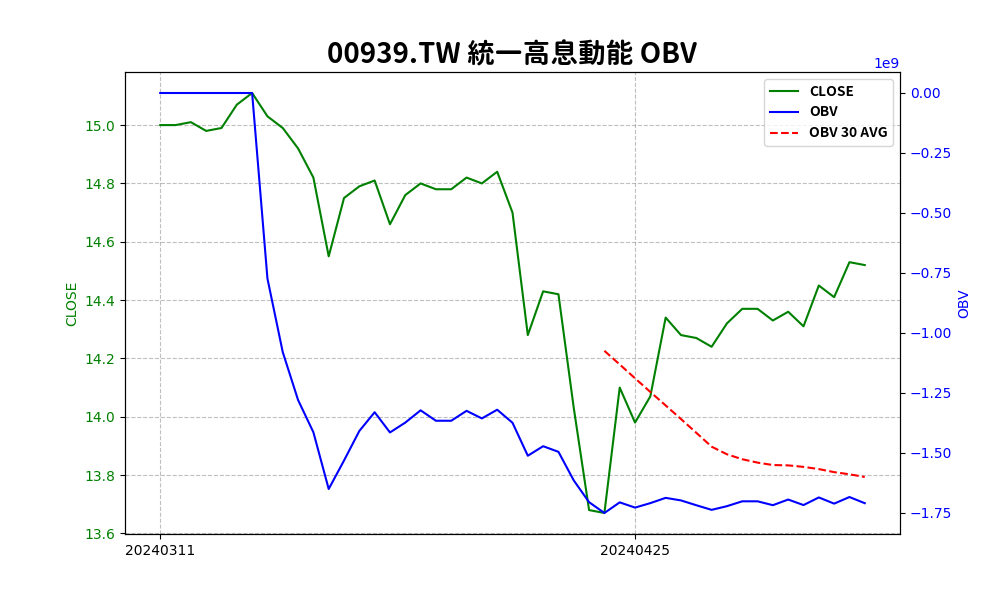 00939.TW 統一高息動能 OBV
1e9
CLOSE
OBV
OBV 30 AVG
15.0
14.8
14.6
14.4
14.2
14.0
13.8
13.6
CLOSE
0.00
−0.25
−0.50
−0.75
−1.00
−1.25
−1.50
−1.75
OBV
20240311
20240425